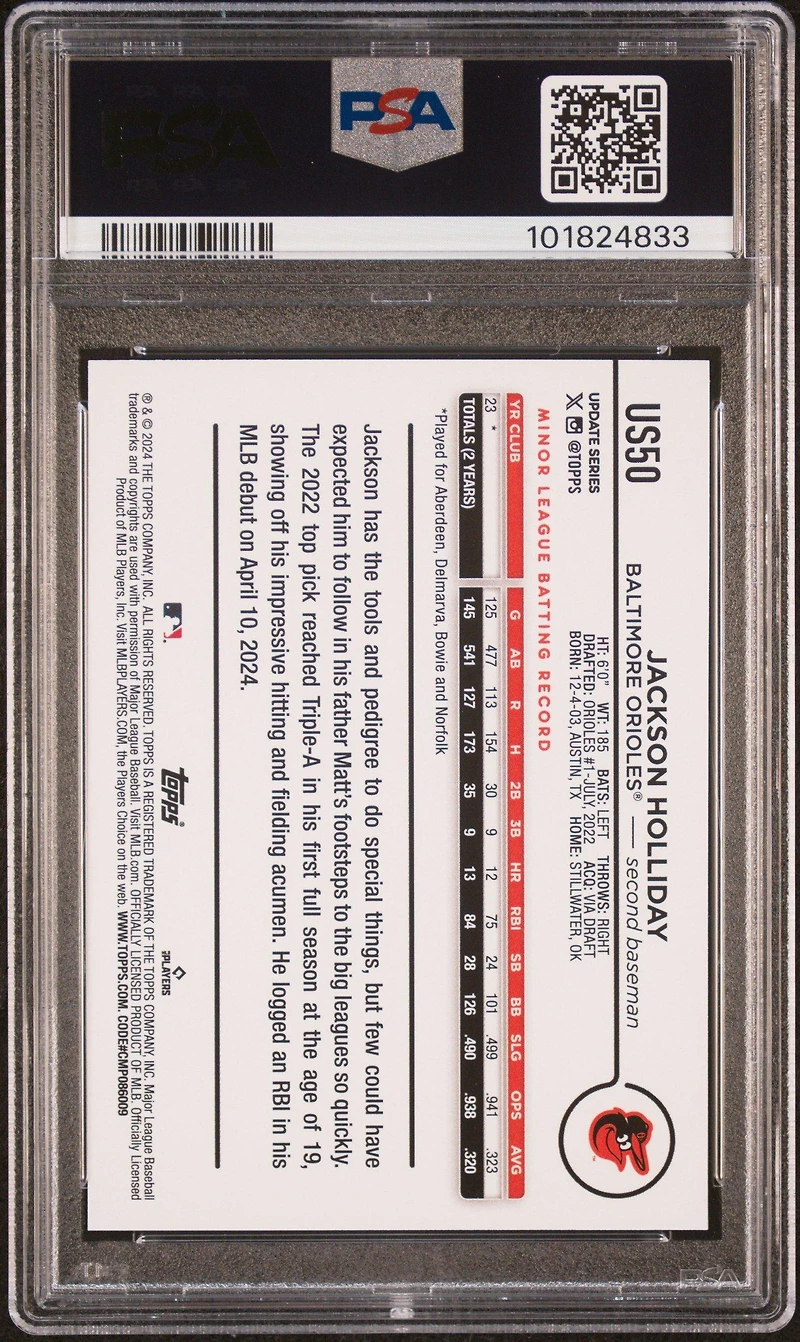 PSA
PSA
101824833
US50
JACKSON HOLLIDAY
BALTIMORE ORIOLES® — second baseman
UPDATE SERIES
X @TOPPS
HT: 6'0" WT: 185 BATS: LEFT THROWS: RIGHT
DRAFTED: ORIOLES #1-JULY 2022 ACQ: VIA DRAFT
BORN: 12-4-03, AUSTIN, TX HOME: STILLWATER, OK
MINOR LEAGUE BATTING RECORD
YR CLUB G AB R H 2B 3B HR RBI SB BB SLG OPS AVG
23 * 125 477 113 154 30 9 12 75 24 101 .499 .941 .323
TOTALS (2 YEARS) 145 541 127 173 35 9 13 84 28 126 .490 .938 .320
*Played for Aberdeen, Delmarva, Bowie and Norfolk
Jackson has the tools and pedigree to do special things, but few could have
expected him to follow in his father Matt's footsteps to the big leagues so quickly.
The 2022 top pick reached Triple-A in his first full season at the age of 19,
showing off his impressive hitting and fielding acumen. He logged an RBI in his
MLB debut on April 10, 2024.
topps®
PLAYERS
® & © 2024 THE TOPPS COMPANY, INC. ALL RIGHTS RESERVED. TOPPS IS A REGISTERED TRADEMARK OF THE TOPPS COMPANY, INC. Major League Baseball
trademarks and copyrights are used with permission of Major League Baseball. Visit MLB.com. OFFICIALLY LICENSED PRODUCT OF MLB. Officially Licensed
Product of MLB Players, Inc. Visit MLBPLAYERS.COM, the Players Choice on the web. WWW.TOPPS.COM. CODE#CMP086009
PSA